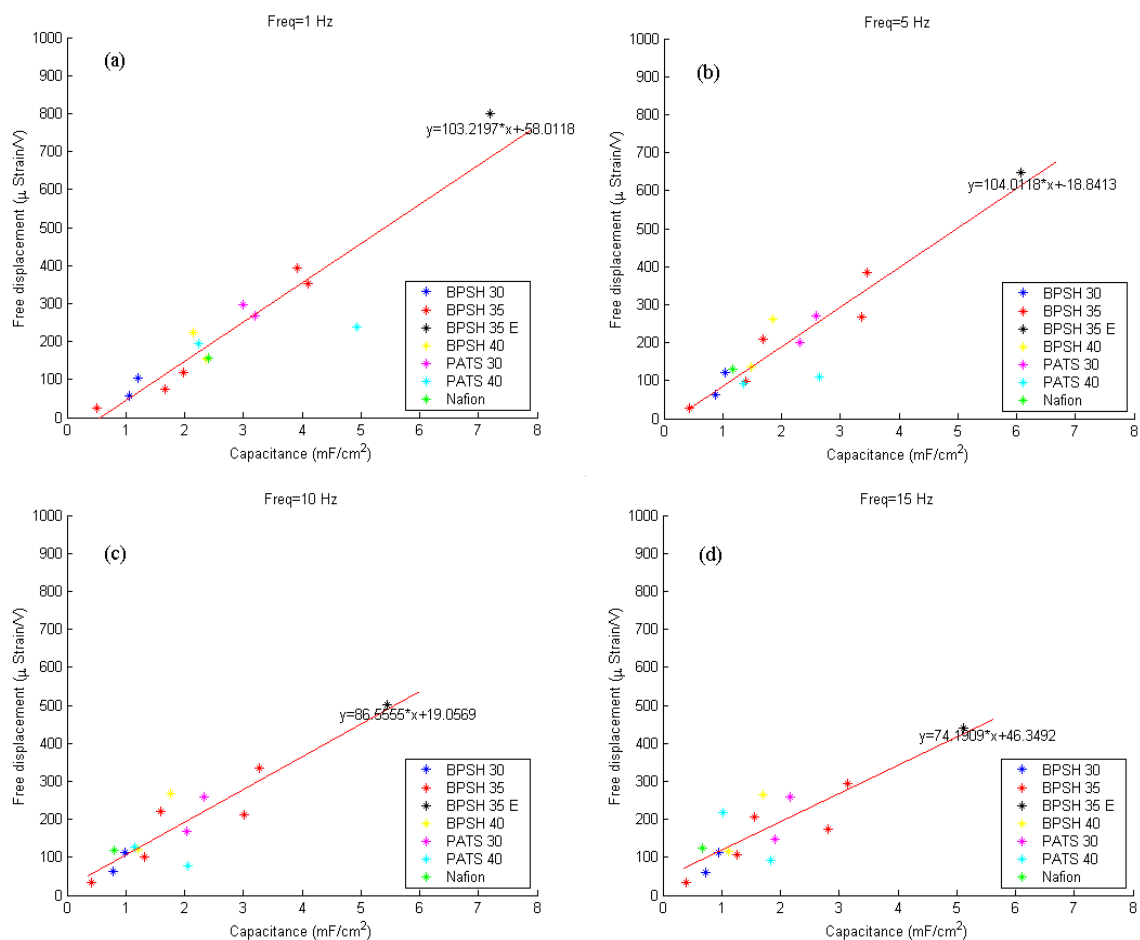 Freq=1 Hz
(a)
1000
900
800
700
600
500
400
300
200
100
0
Free displacement (μ Strain/V)
y=103.2197*x+-58.0118
BPSH 30
BPSH 35
BPSH 35 E
BPSH 40
PATS 30
PATS 40
Nafion
0 1 2 3 4 5 6 7 8
Capacitance (mF/cm²)
Freq=5 Hz
(b)
1000
900
800
700
600
500
400
300
200
100
0
Free displacement (μ Strain/V)
y=104.0118*x+-18.8413
BPSH 30
BPSH 35
BPSH 35 E
BPSH 40
PATS 30
PATS 40
Nafion
0 1 2 3 4 5 6 7 8
Capacitance (mF/cm²)
Freq=10 Hz
(c)
1000
900
800
700
600
500
400
300
200
100
0
Free displacement (μ Strain/V)
y=86.5555*x+19.0569
BPSH 30
BPSH 35
BPSH 35 E
BPSH 40
PATS 30
PATS 40
Nafion
0 1 2 3 4 5 6 7 8
Capacitance (mF/cm²)
Freq=15 Hz
(d)
1000
900
800
700
600
500
400
300
200
100
0
Free displacement (μ Strain/V)
y=74.1909*x+46.3492
BPSH 30
BPSH 35
BPSH 35 E
BPSH 40
PATS 30
PATS 40
Nafion
0 1 2 3 4 5 6 7 8
Capacitance (mF/cm²)